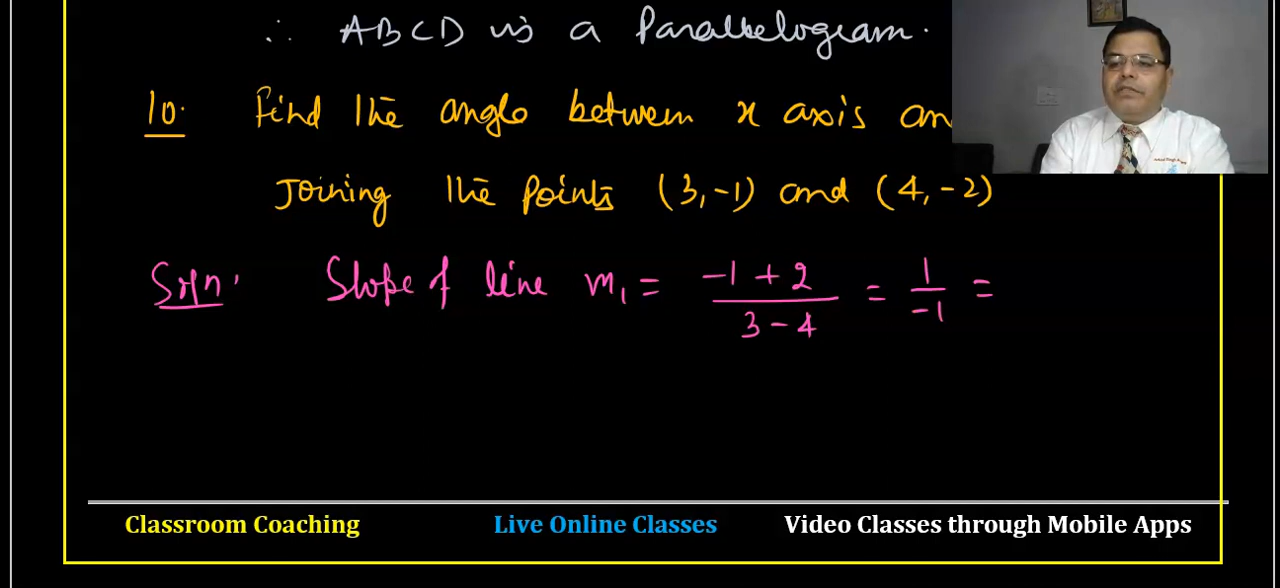 ∴ ABCD is a Parallelogram.
10. Find the angle between x axis an
Joining the points (3,-1) and (4,-2)
Soln. Slope of line m₁ = (-1 + 2)/(3 - 4) = 1/-1 =
Classroom Coaching Live Online Classes Video Classes through Mobile Apps